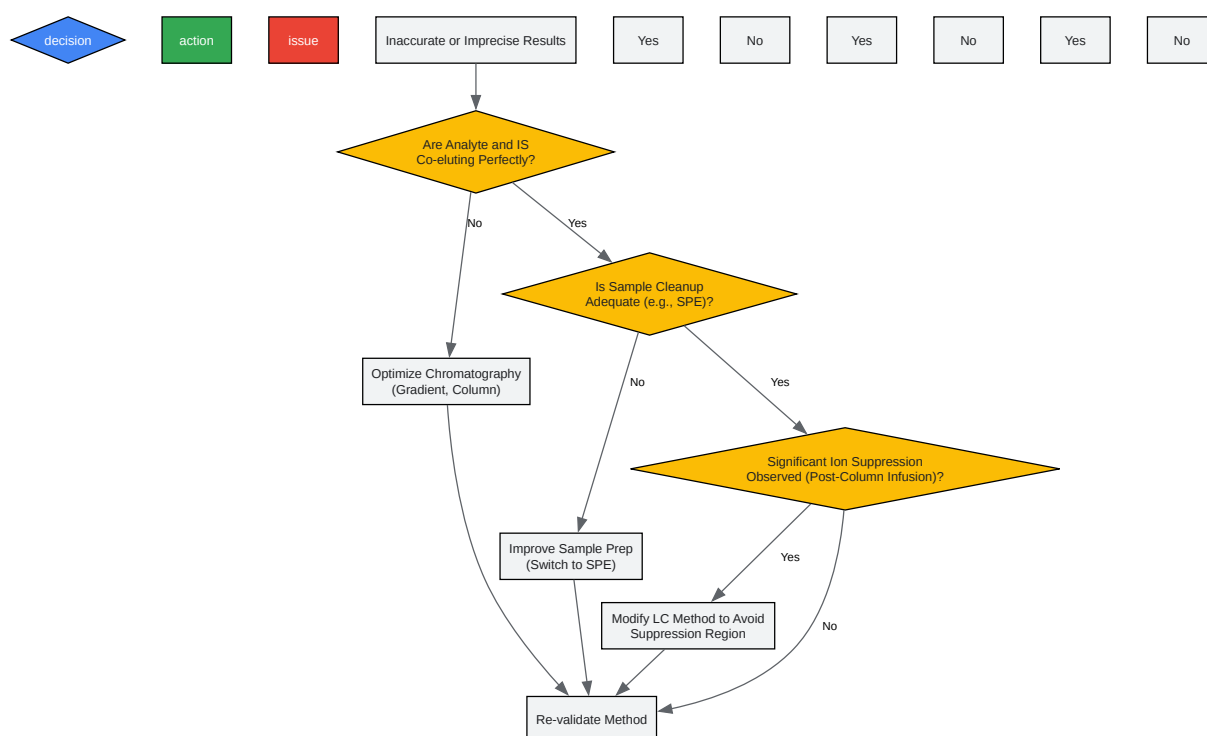 decision
action
issue
Inaccurate or Imprecise Results
Yes
No
Yes
No
Yes
No
Are Analyte and IS
Co-eluting Perfectly?
No
Yes
Is Sample Cleanup
Adequate (e.g., SPE)?
Optimize Chromatography
(Gradient, Column)
No
Yes
Significant Ion Suppression
Observed (Post-Column Infusion)?
Improve Sample Prep
(Switch to SPE)
Yes
Modify LC Method to Avoid
Suppression Region
No
Re-validate Method